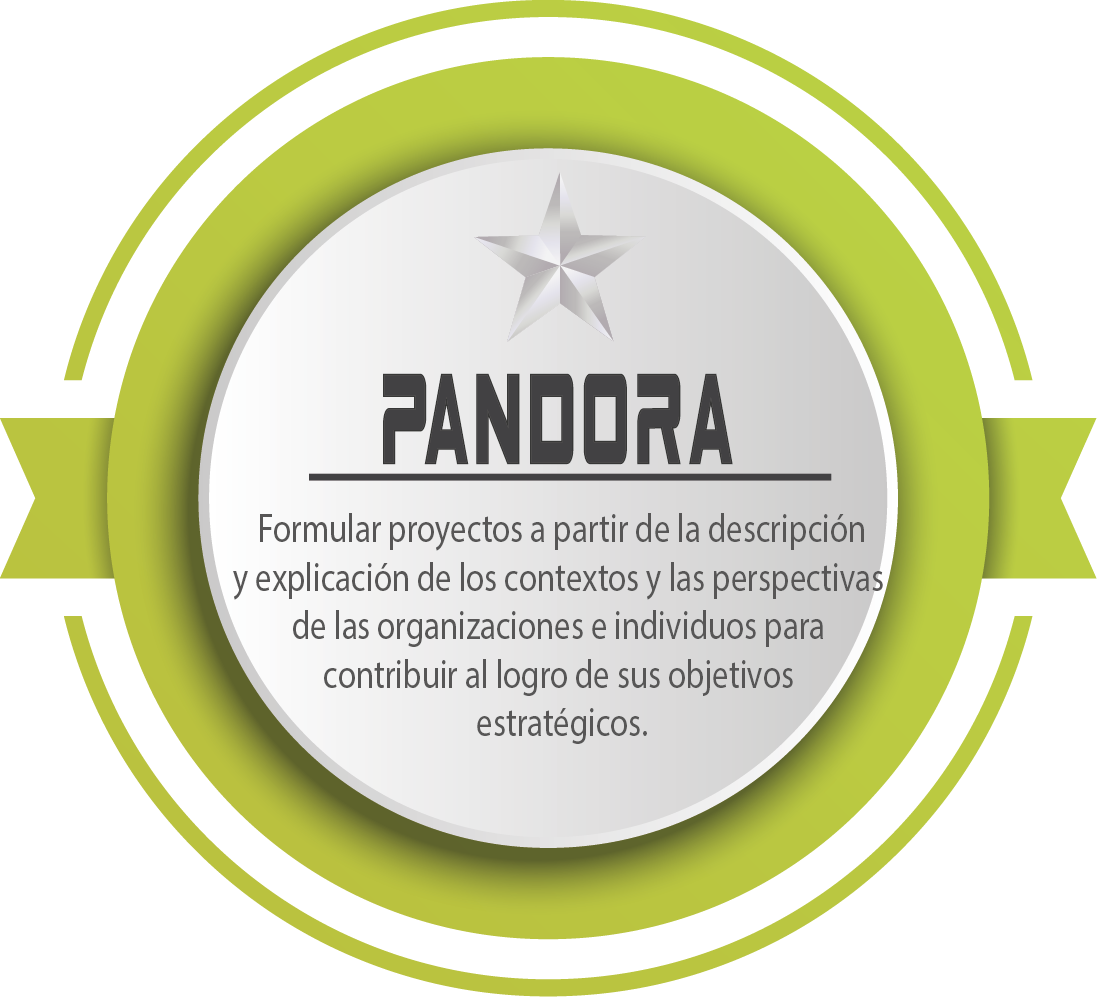 PANDORA
Formular proyectos a partir de la descripción
y explicación de los contextos y las perspectivas
de las organizaciones e individuos para
contribuir al logro de sus objetivos
estratégicos.